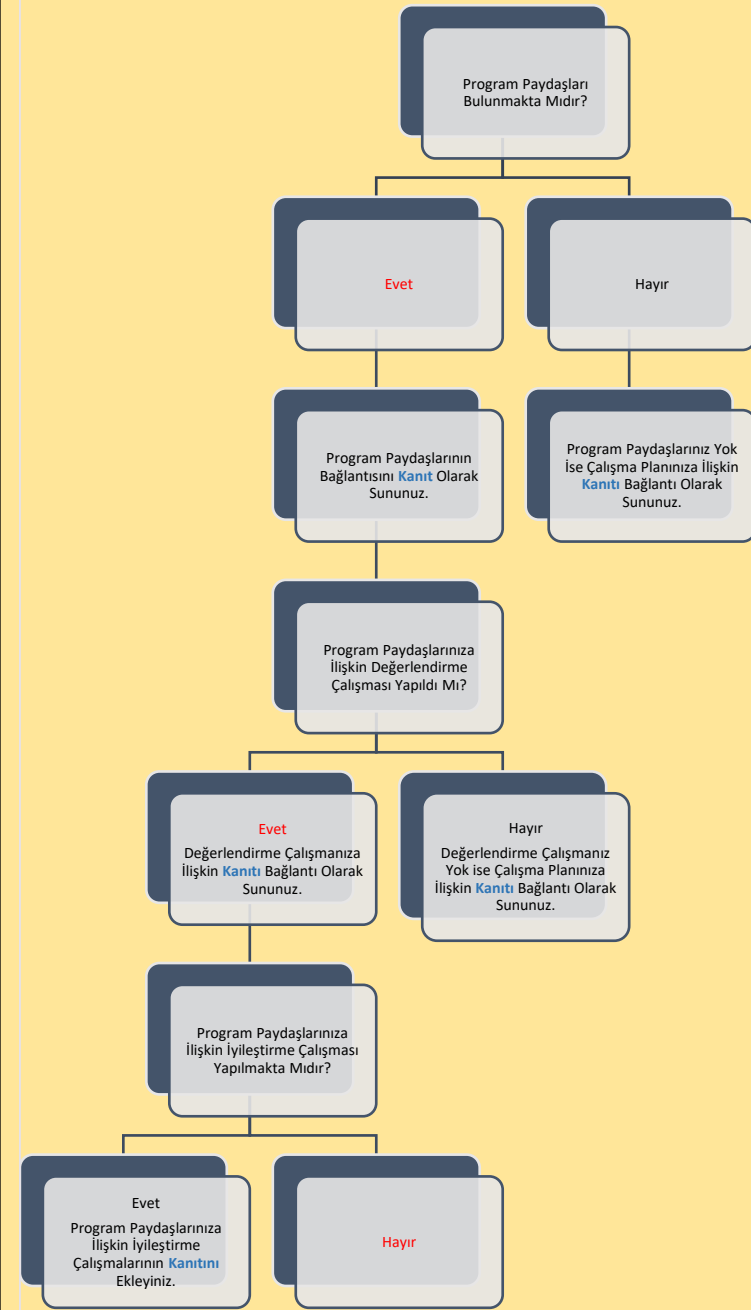 Program Paydaşları
Bulunmakta Mıdır?
Evet
Hayır
Program Paydaşlarının
Bağlantısını Kanıt Olarak
Sununuz.
Program Paydaşlarınız Yok
İse Çalışma Planınıza İlişkin
Kanıtı Bağlantı Olarak
Sununuz.
Program Paydaşlarınıza
İlişkin Değerlendirme
Çalışması Yapıldı Mı?
Evet
Değerlendirme Çalışmanıza
İlişkin Kanıtı Bağlantı Olarak
Sununuz.
Hayır
Değerlendirme Çalışmanız
Yok ise Çalışma Planınıza
İlişkin Kanıtı Bağlantı Olarak
Sununuz.
Program Paydaşlarınıza
İlişkin İyileştirme Çalışması
Yapılmakta Mıdır?
Evet
Program Paydaşlarınıza
İlişkin İyileştirme
Çalışmalarının Kanıtını
Ekleyiniz.
Hayır